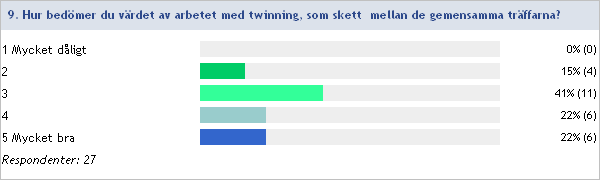 9. Hur bedömer du värdet av arbetet med twinning, som skett mellan de gemensamma träffarna?
1 Mycket dåligt 0% (0)
2 15% (4)
3 41% (11)
4 22% (6)
5 Mycket bra 22% (6)
Respondenter: 27